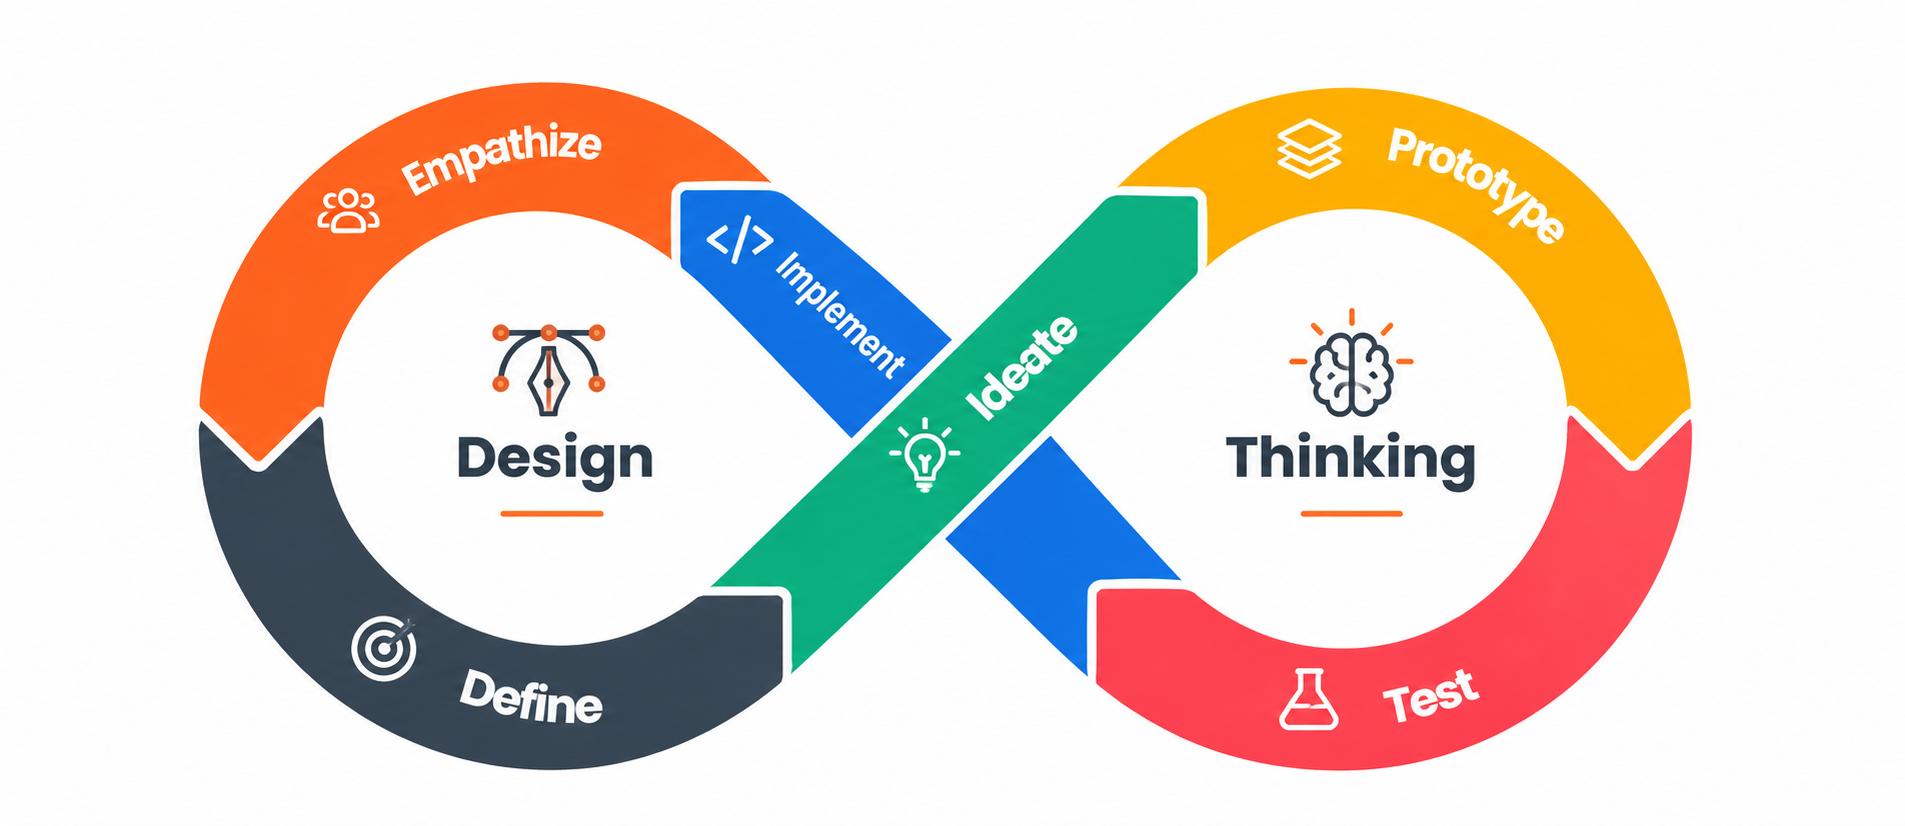 Empathize
Implement
Ideate
Prototype
Design
Thinking
Define
Test